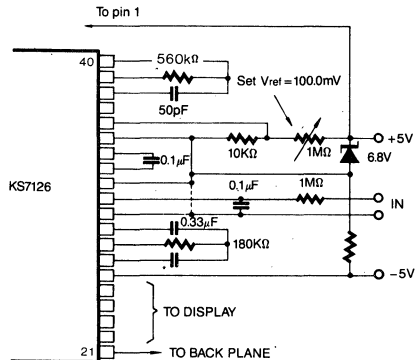 To pin 1
40
560kΩ
Set Vref=100.0mV
50pF
+5V
10KΩ
1MΩ
6.8V
0.1μF
KS7126
0.1μF
1MΩ
IN
0.33μF
180KΩ
−5V
TO DISPLAY
21
TO BACK PLANE